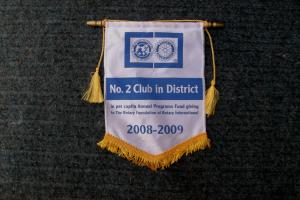 No. 2 Club in District
in per capita Annual Programs Fund giving
to The Rotary Foundation of Rotary International
2008-2009